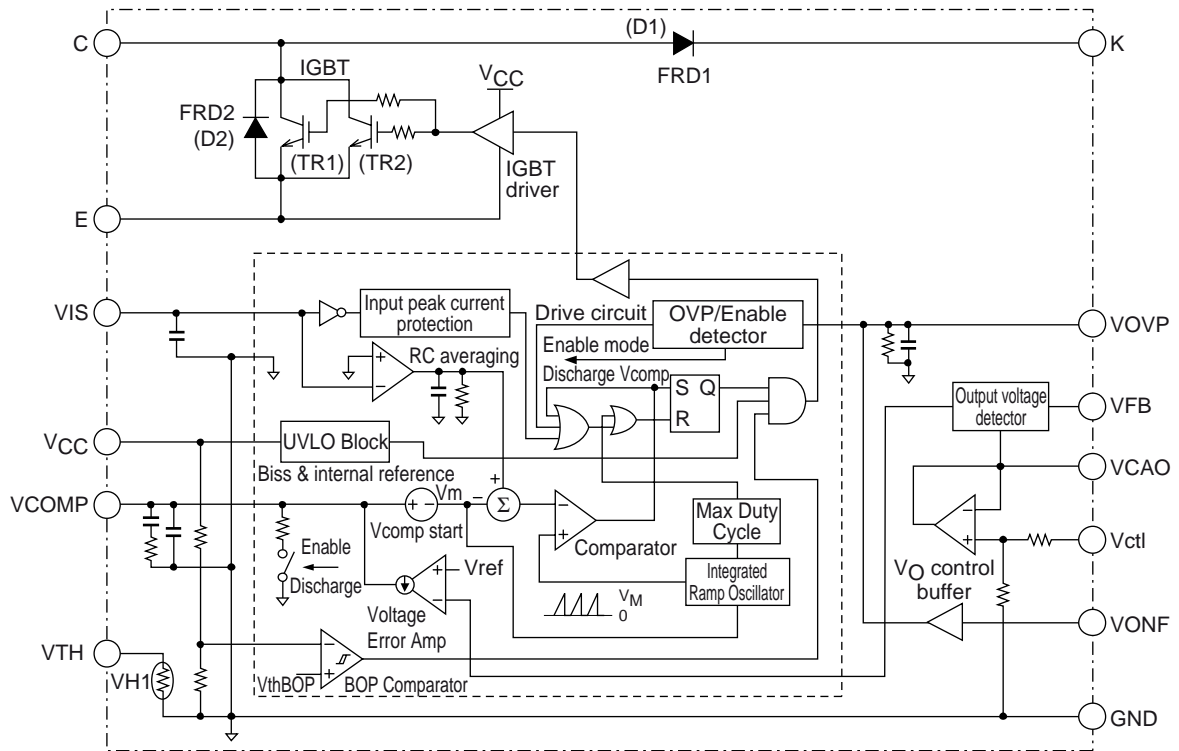 C
(D1)
FRD1
K
IGBT
VCC
FRD2
(D2)
(TR1)
(TR2)
IGBT
driver
E
VIS
Input peak current
protection
Drive circuit
OVP/Enable
detector
VOVP
RC averaging
Enable mode
Discharge Vcomp
+
−
S Q
R
Output voltage
detector
VFB
VCC
UVLO Block
Biss & internal reference
VCAO
VCOMP
+ −
Vm
Vcomp start
+
−
Σ
−
+
Comparator
Max Duty
Cycle
−
+
Vctl
Enable
Discharge
Vref
+
−
Voltage
Error Amp
VM
0
Integrated
Ramp Oscillator
VO control
buffer
VONF
VTH
VH1
−
+
VthBOP
BOP Comparator
GND